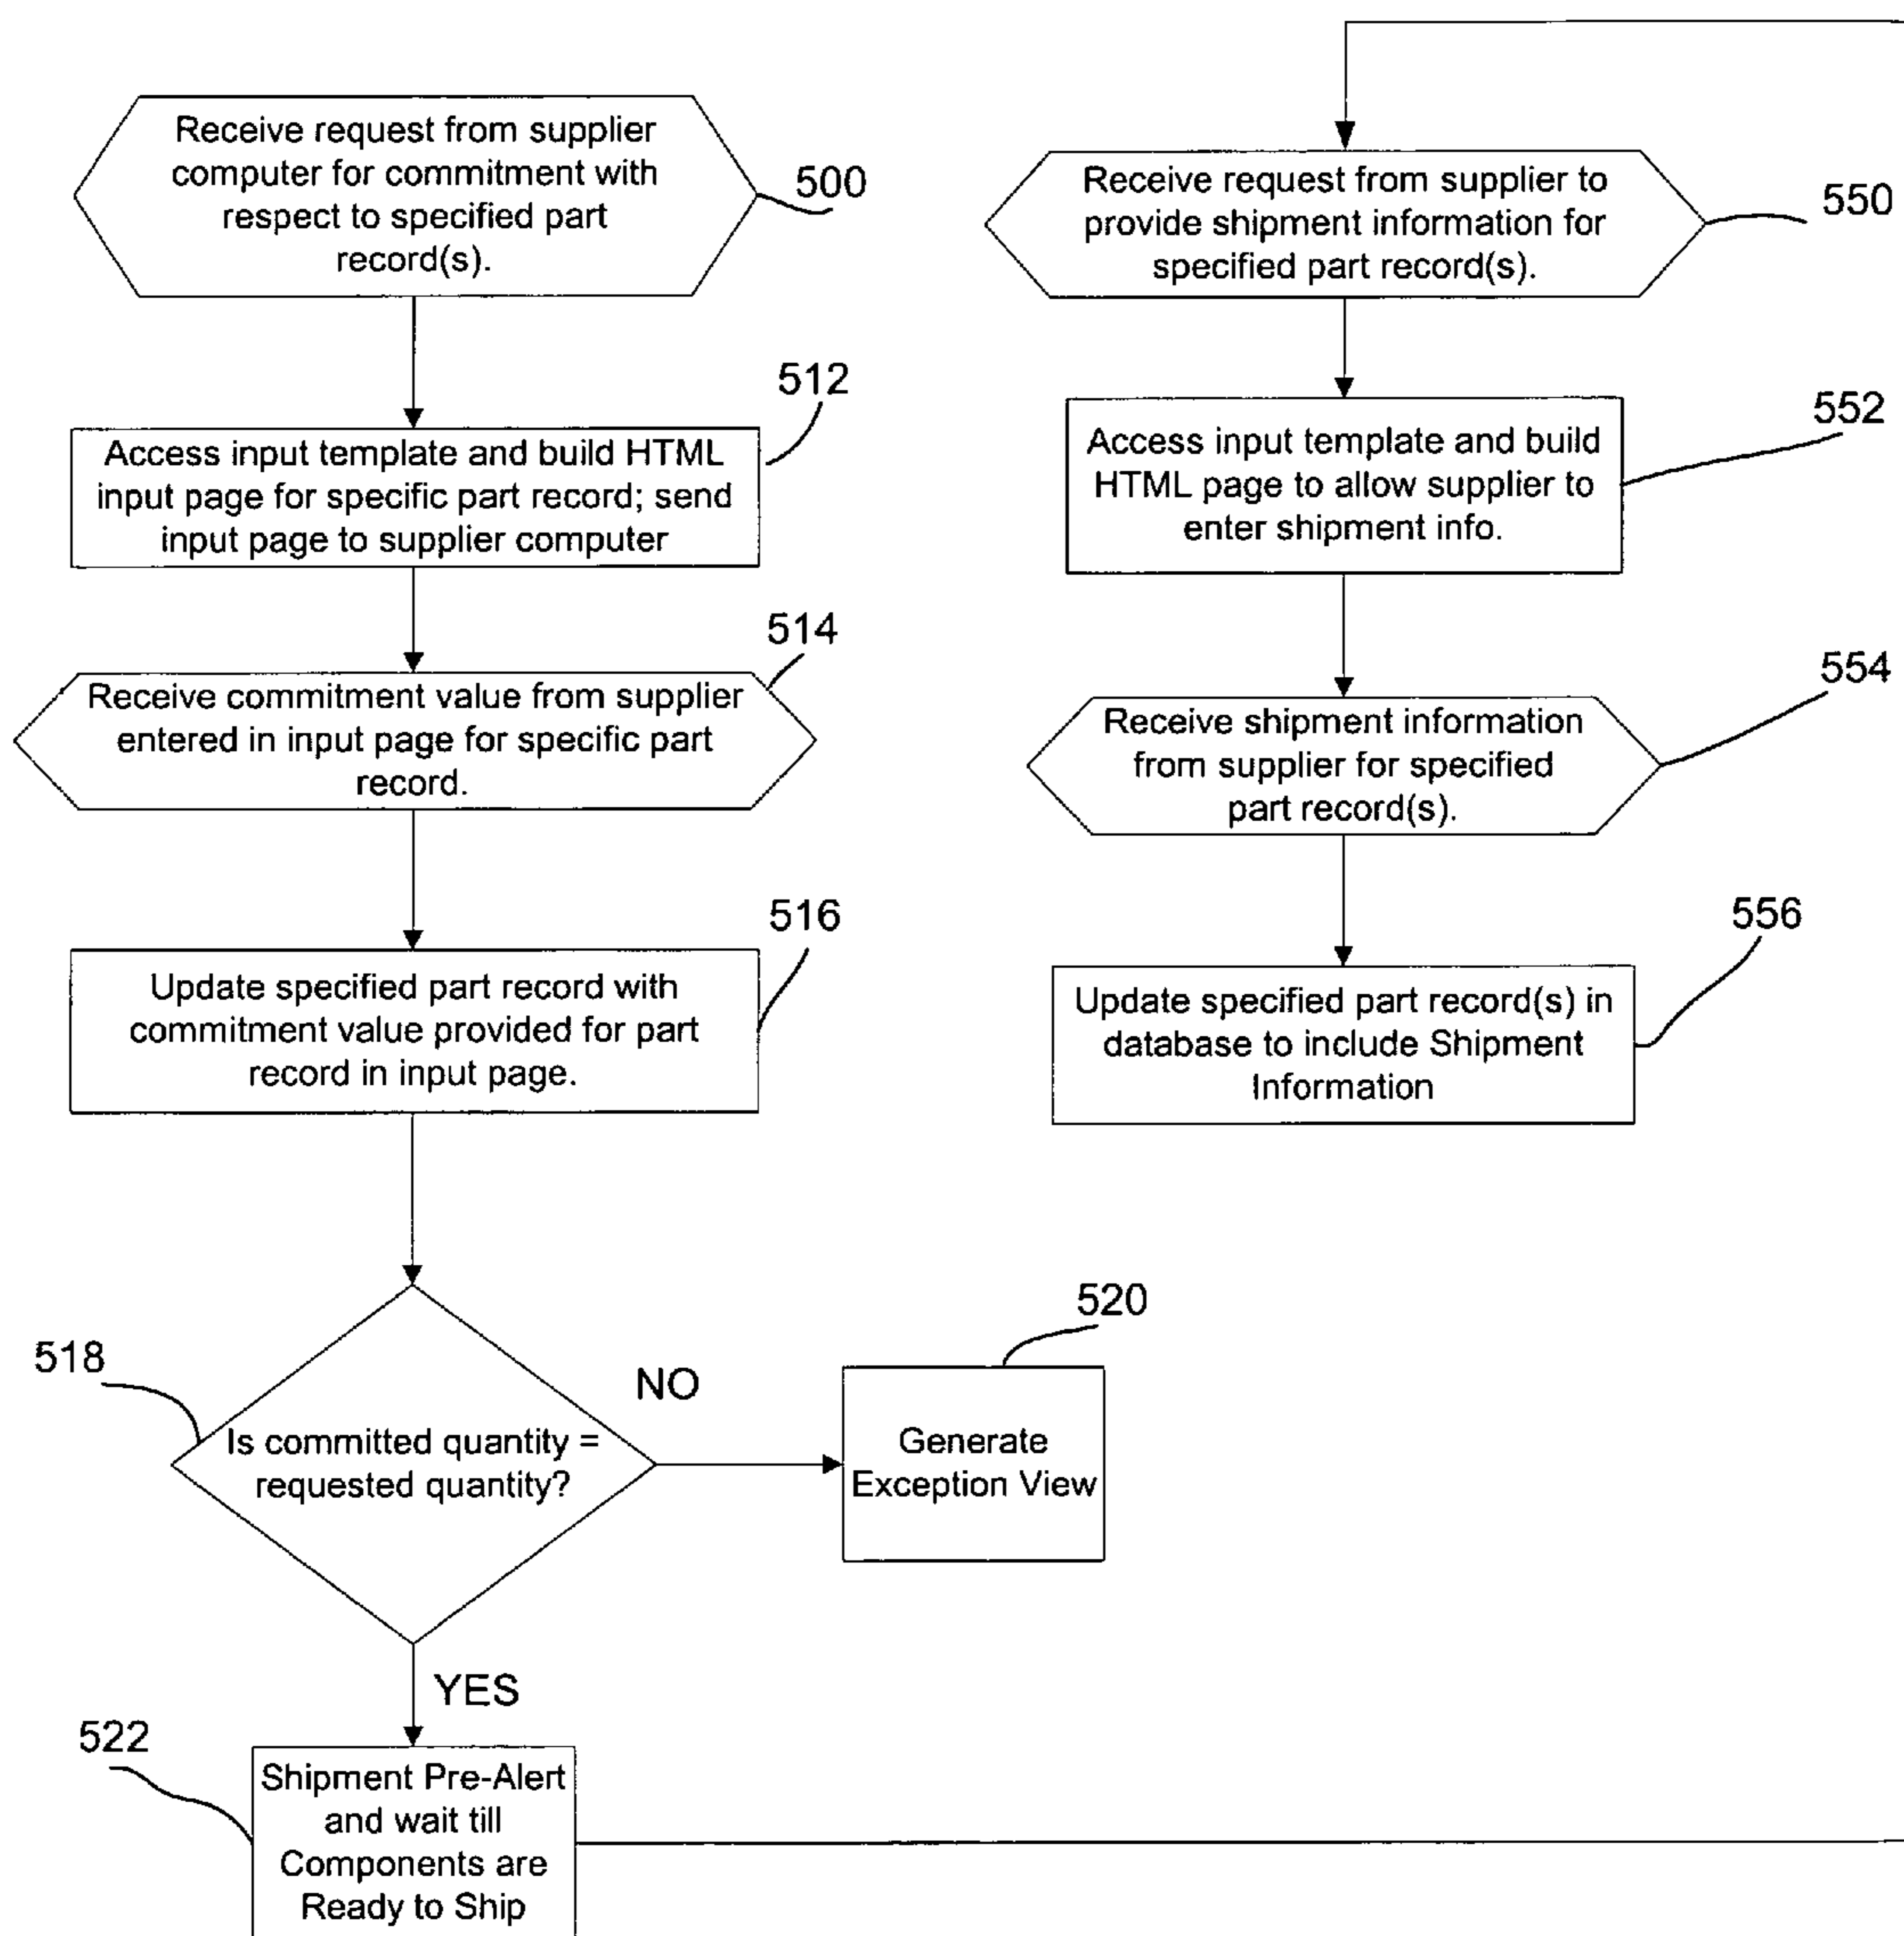 Receive request from supplier
computer for commitment with
respect to specified part
record(s).
500
Access input template and build HTML
input page for specific part record; send
input page to supplier computer
512
Receive commitment value from supplier
entered in input page for specific part
record.
514
Update specified part record with
commitment value provided for part
record in input page.
516
Is committed quantity =
requested quantity?
518
NO
Generate
Exception View
520
YES
Shipment Pre-Alert
and wait till
Components are
Ready to Ship
522
Receive request from supplier to
provide shipment information for
specified part record(s).
550
Access input template and build
HTML page to allow supplier to
enter shipment info.
552
Receive shipment information
from supplier for specified
part record(s).
554
Update specified part record(s) in
database to include Shipment
Information
556